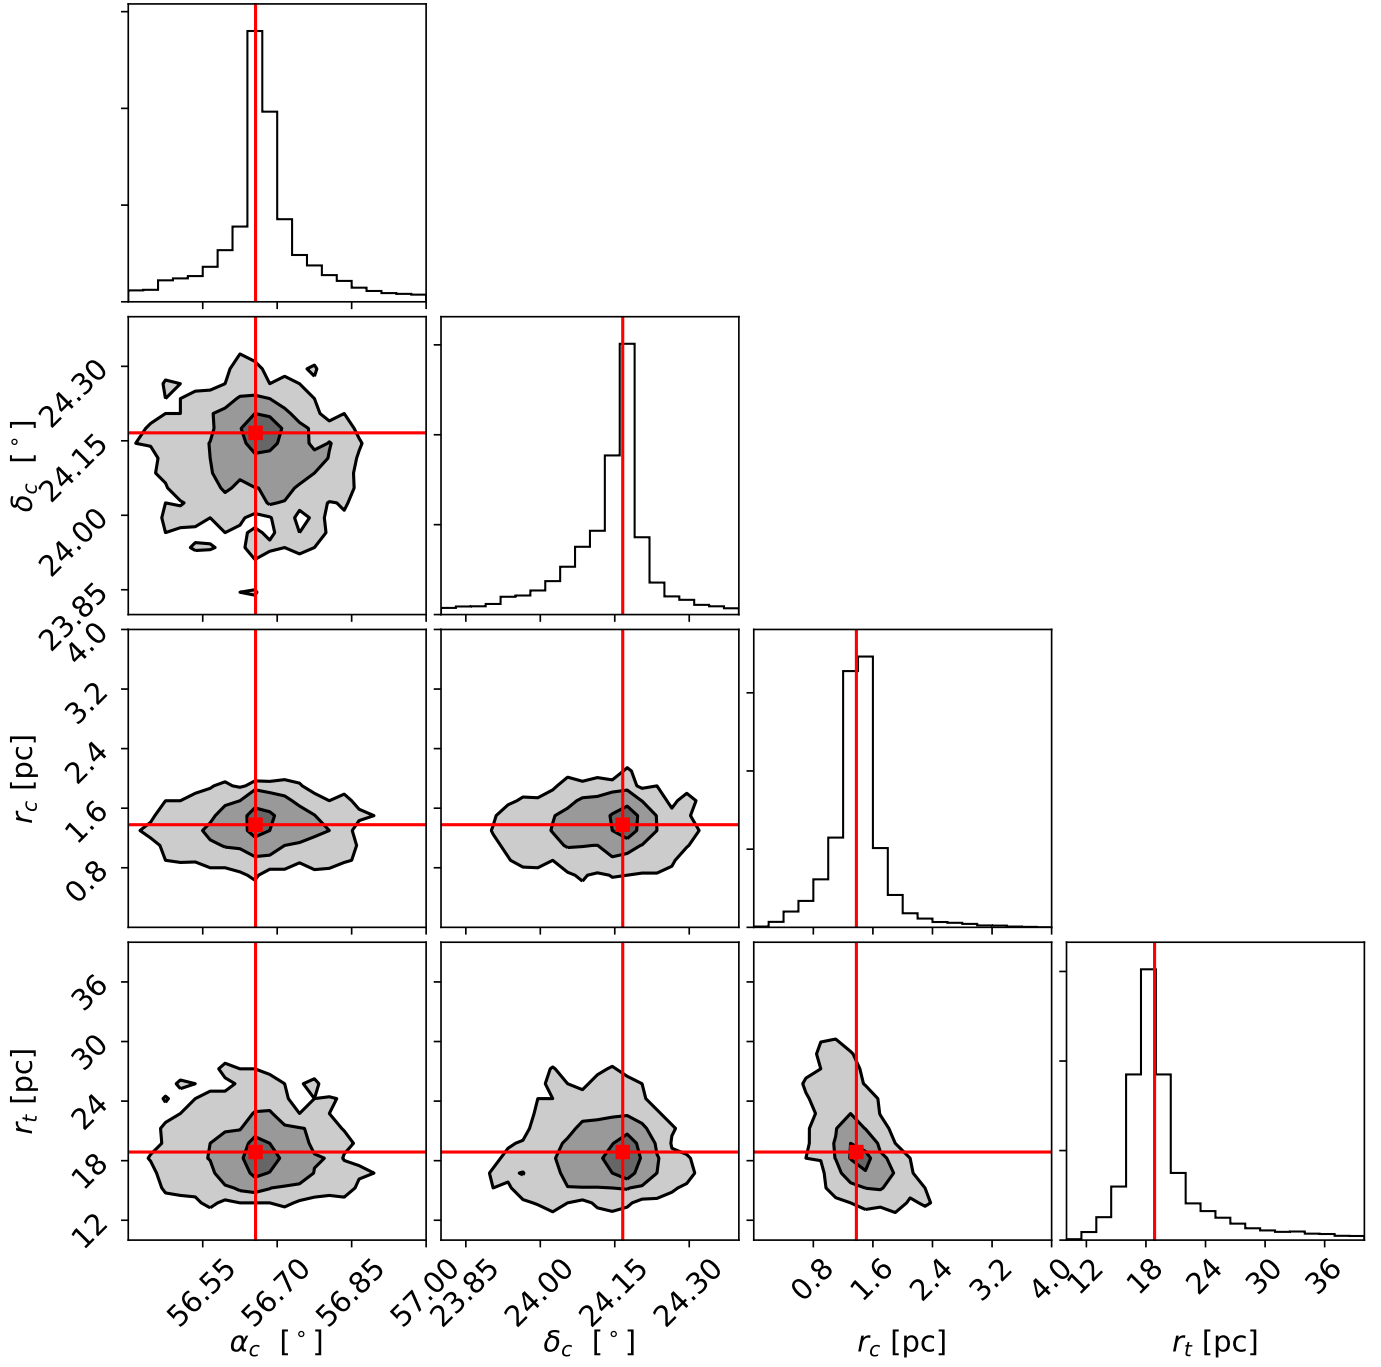 24.30
24.15
24.00
23.85
δc [°]
4.0
3.2
2.4
1.6
0.8
rc [pc]
36
30
24
18
12
rt [pc]
56.55 56.70 56.85 57.00
αc [°]
23.85 24.00 24.15 24.30
δc [°]
0.8 1.6 2.4 3.2 4.0
rc [pc]
12 18 24 30 36
rt [pc]